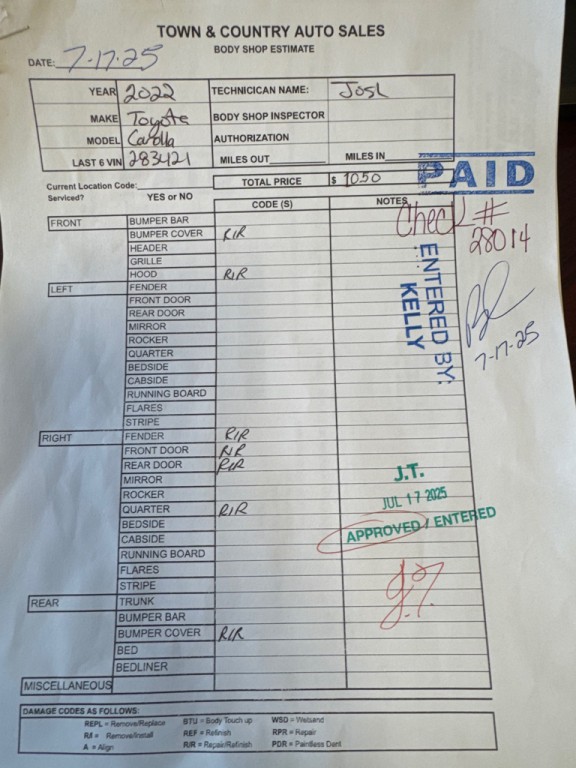 TOWN & COUNTRY AUTO SALES
BODY SHOP ESTIMATE
DATE: 7-17-25
YEAR 2022 TECHNICICAN NAME: Josh
MAKE Toyota BODY SHOP INSPECTOR
MODEL Carolla AUTHORIZATION
LAST 6 VIN 283421 MILES OUT MILES IN
PAID
Current Location Code: TOTAL PRICE $ 1050
Serviced? YES or NO CODE (S) NOTES
Check #
28014
ENTERED BY:
KELLY
7-17-25
FRONT BUMPER BAR
BUMPER COVER R/R
HEADER
GRILLE
HOOD R/R
LEFT FENDER
FRONT DOOR
REAR DOOR
MIRROR
ROCKER
QUARTER
BEDSIDE
CABSIDE
RUNNING BOARD
FLARES
STRIPE
RIGHT FENDER R/R
FRONT DOOR R/R
REAR DOOR R/R
MIRROR
ROCKER
QUARTER R/R
BEDSIDE
CABSIDE
RUNNING BOARD
FLARES
STRIPE
J.T.
JUL 17 2025
APPROVED / ENTERED
J.T.
REAR TRUNK
BUMPER BAR
BUMPER COVER R/R
BED
BEDLINER
MISCELLANEOUS
DAMAGE CODES AS FOLLOWS:
REPL = Remove/Replace BTU = Body Touch up WSD = Wetsand
R/I = Remove/Install REF = Refinish RPR = Repair
A = Align R/R = Repair/Refinish PDR = Paintless Dent